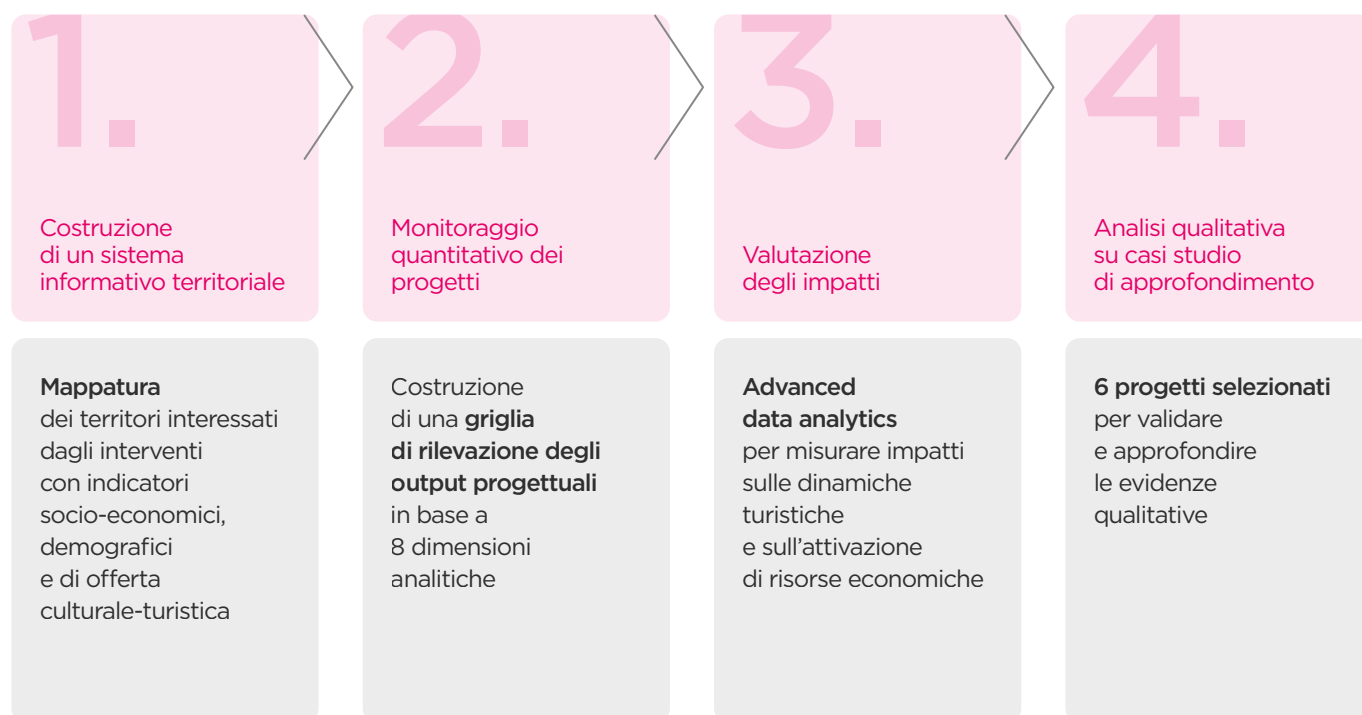 1.
Costruzione
di un sistema
informativo territoriale
Mappatura
dei territori interessati
dagli interventi
con indicatori
socio-economici,
demografici
e di offerta
culturale-turistica
2.
Monitoraggio
quantitativo dei
progetti
Costruzione
di una griglia
di rilevazione degli
output progettuali
in base a
8 dimensioni
analitiche
3.
Valutazione
degli impatti
Advanced
data analytics
per misurare impatti
sulle dinamiche
turistiche
e sull’attivazione
di risorse economiche
4.
Analisi qualitativa
su casi studio
di approfondimento
6 progetti selezionati
per validare
e approfondire
le evidenze
qualitative